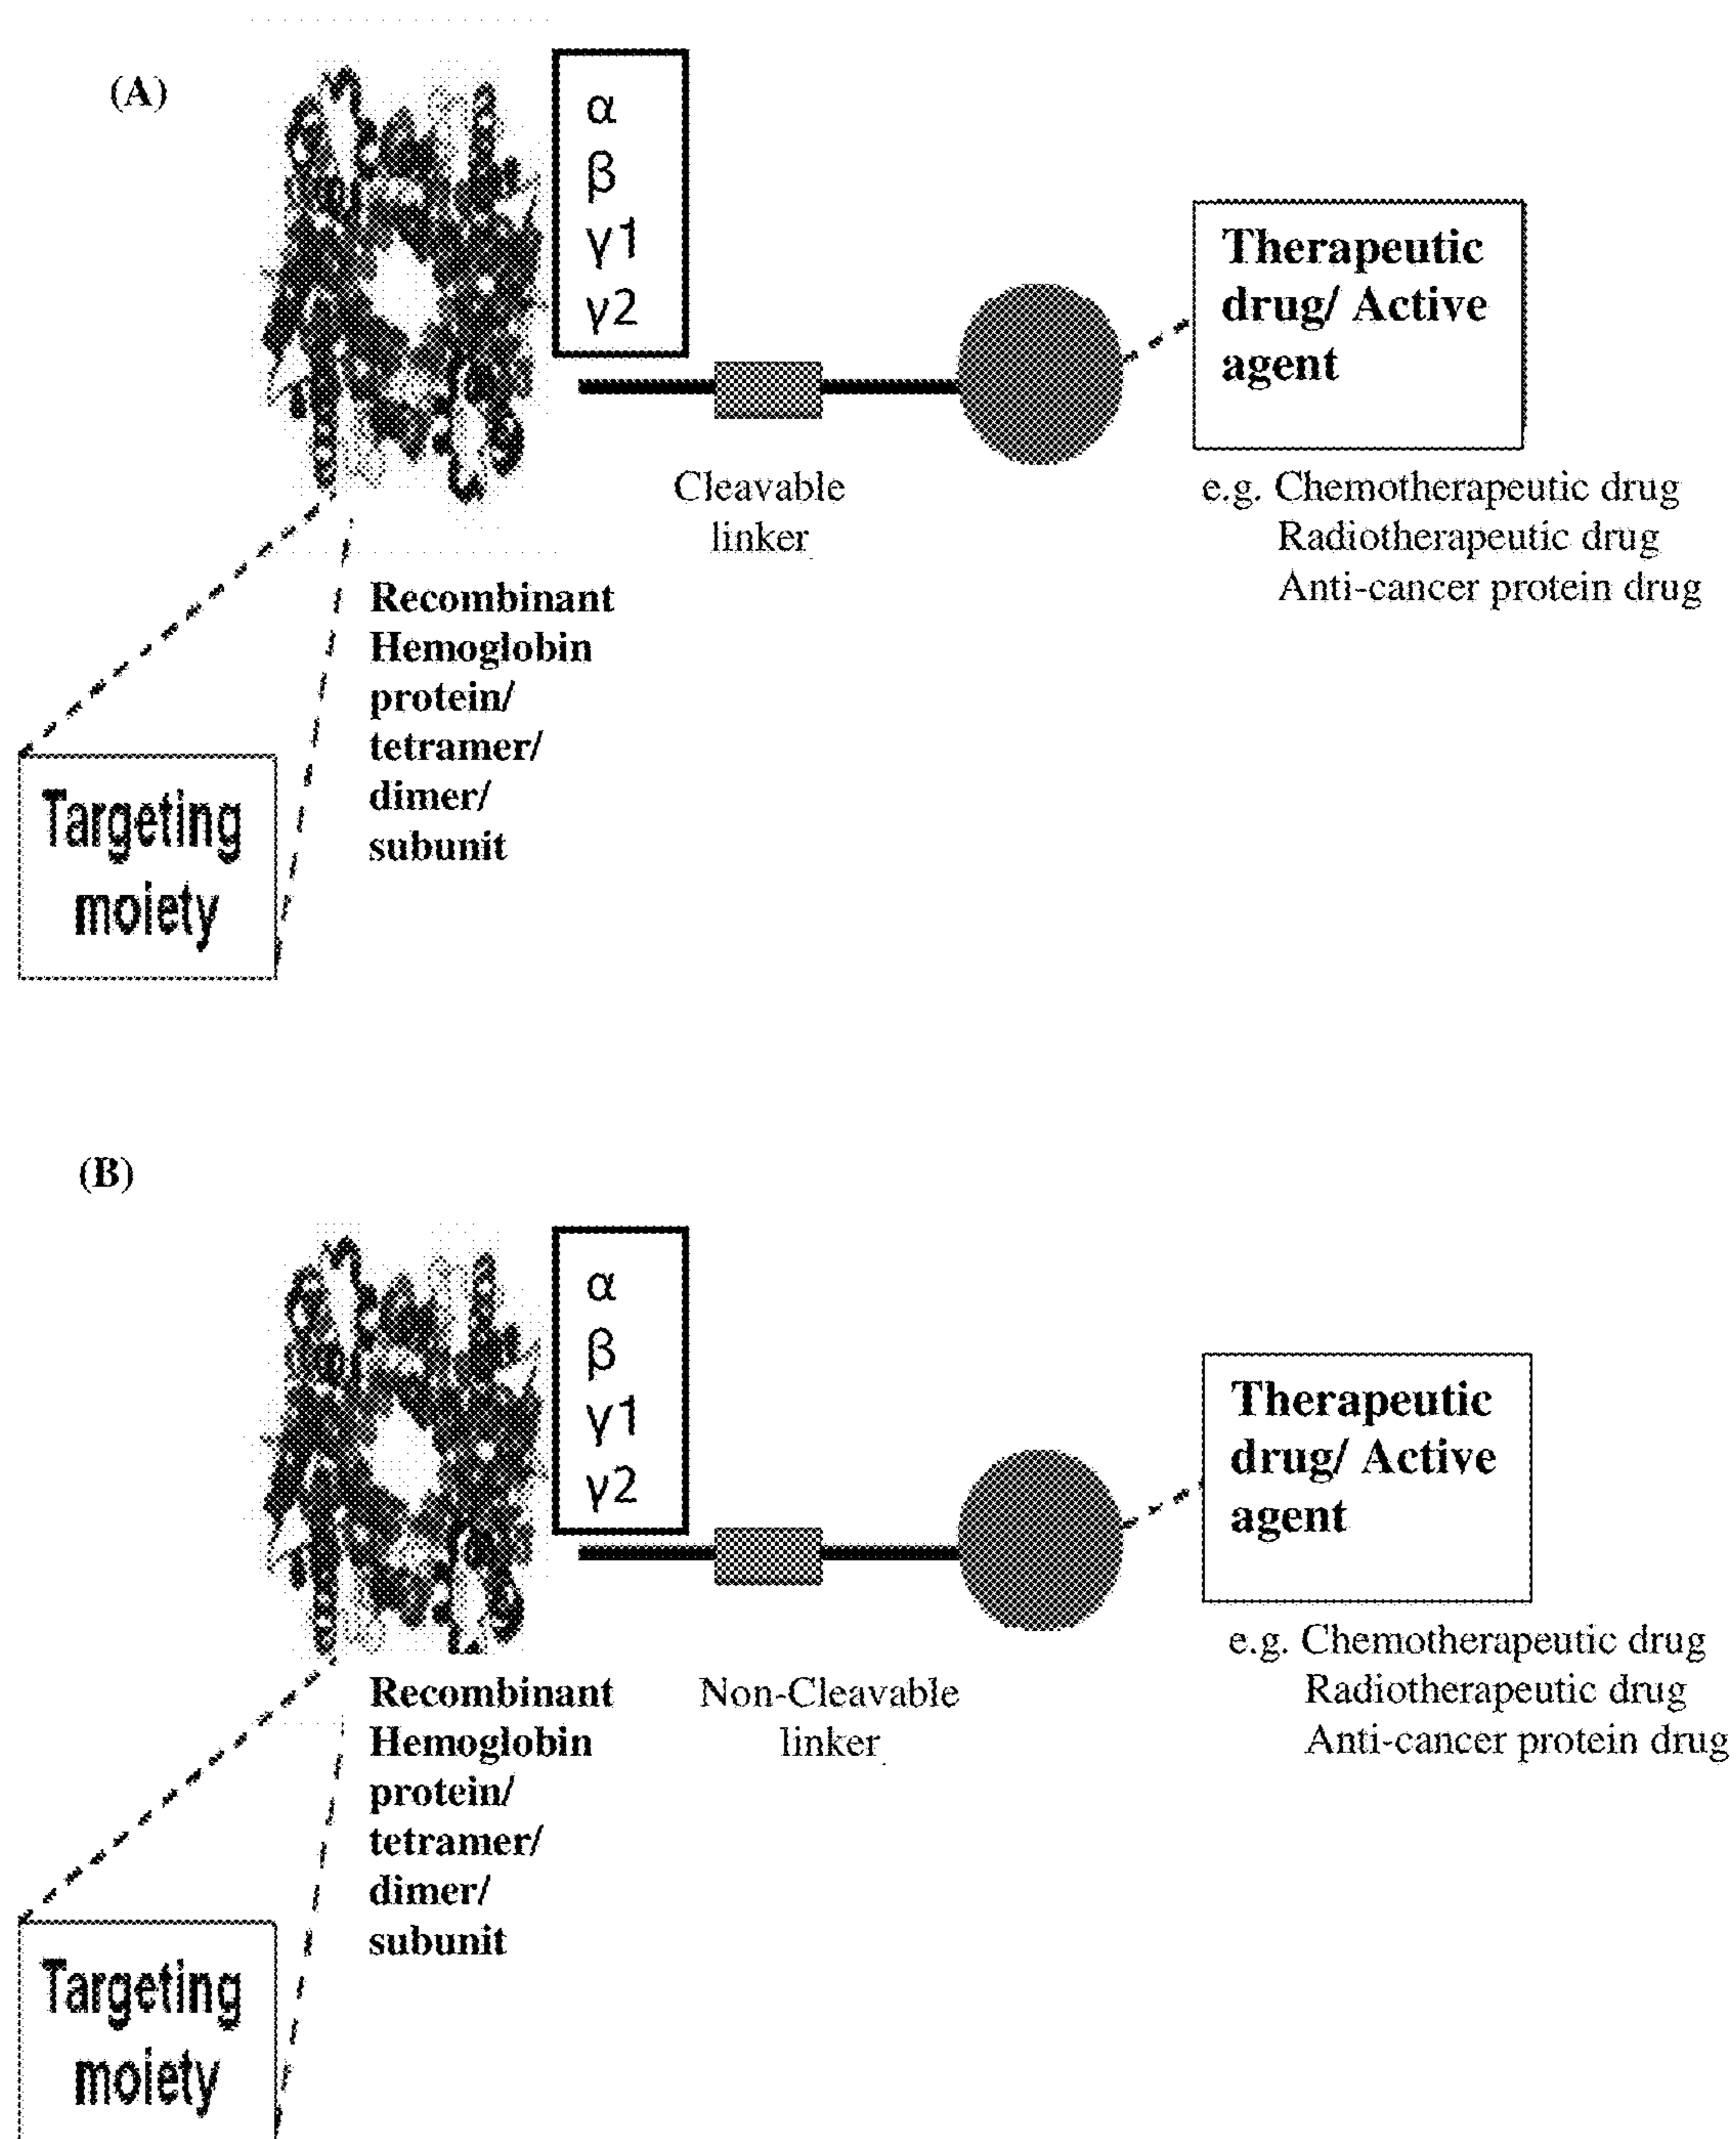 (A)
α
β
γ1
γ2
Therapeutic
drug/ Active
agent
Cleavable
linker
e.g. Chemotherapeutic drug
Radiotherapeutic drug
Anti-cancer protein drug
Recombinant
Hemoglobin
protein/
tetramer/
dimer/
subunit
Targeting
moiety
(B)
α
β
γ1
γ2
Therapeutic
drug/ Active
agent
e.g. Chemotherapeutic drug
Radiotherapeutic drug
Anti-cancer protein drug
Non-Cleavable
linker
Recombinant
Hemoglobin
protein/
tetramer/
dimer/
subunit
Targeting
moiety